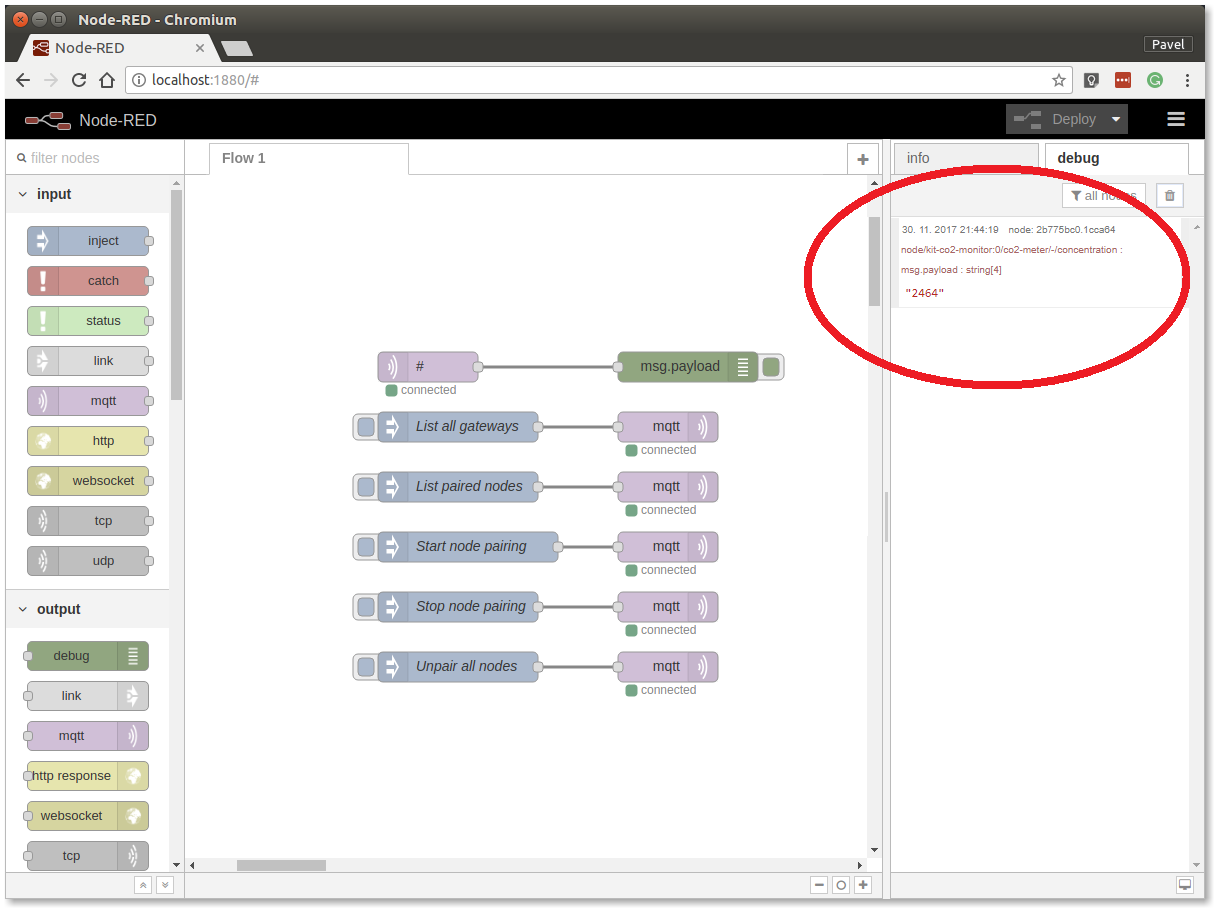 Node-RED - Chromium
Node-RED
Pavel
localhost:1880/#
Node-RED
Deploy
filter nodes
input
inject
catch
status
link
mqtt
http
websocket
tcp
udp
output
debug
link
mqtt
http response
websocket
tcp
Flow 1
#
connected
msg.payload
List all gateways
mqtt
connected
List paired nodes
mqtt
connected
Start node pairing
mqtt
connected
Stop node pairing
mqtt
connected
Unpair all nodes
mqtt
connected
info
debug
all nodes
30. 11. 2017 21:44:19 node: 2b775bc0.1cca64
node/kit-co2-monitor:0/co2-meter/-/concentration :
msg.payload : string[4]
"2464"